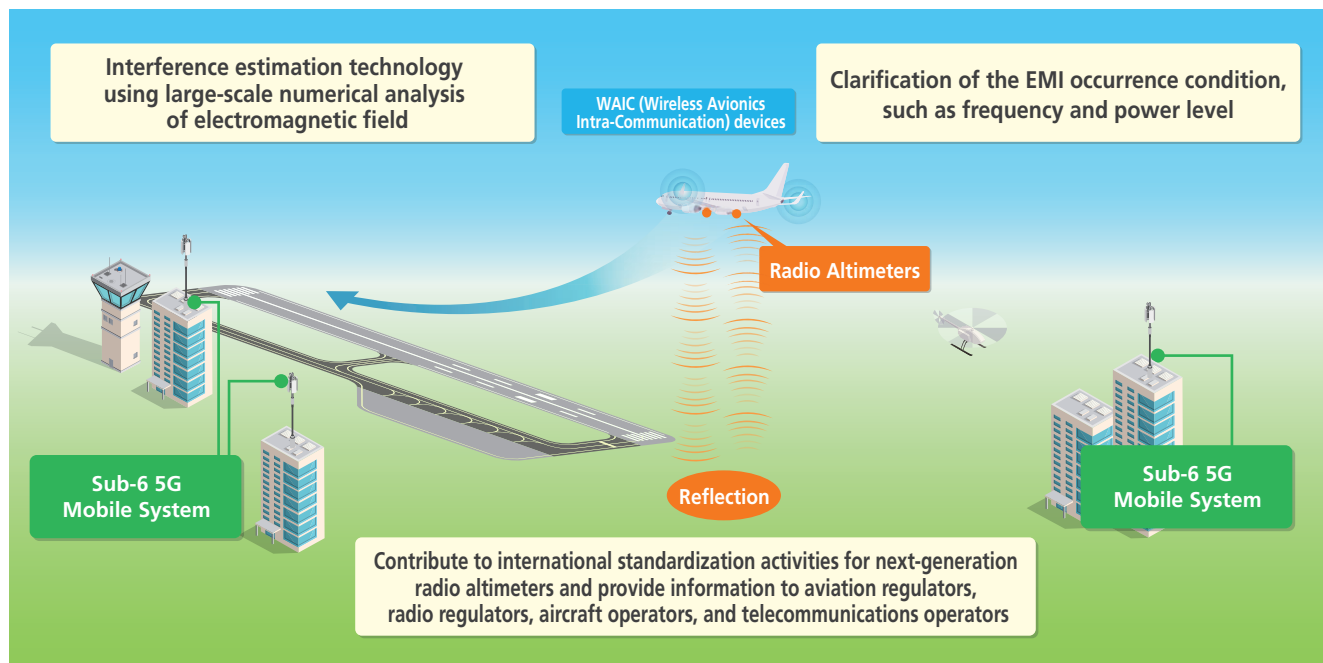 Interference estimation technology
using large-scale numerical analysis
of electromagnetic field
WAIC (Wireless Avionics
Intra-Communication) devices
Clarification of the EMI occurrence condition,
such as frequency and power level
Radio Altimeters
Sub-6 5G
Mobile System
Reflection
Sub-6 5G
Mobile System
Contribute to international standardization activities for next-generation
radio altimeters and provide information to aviation regulators,
radio regulators, aircraft operators, and telecommunications operators